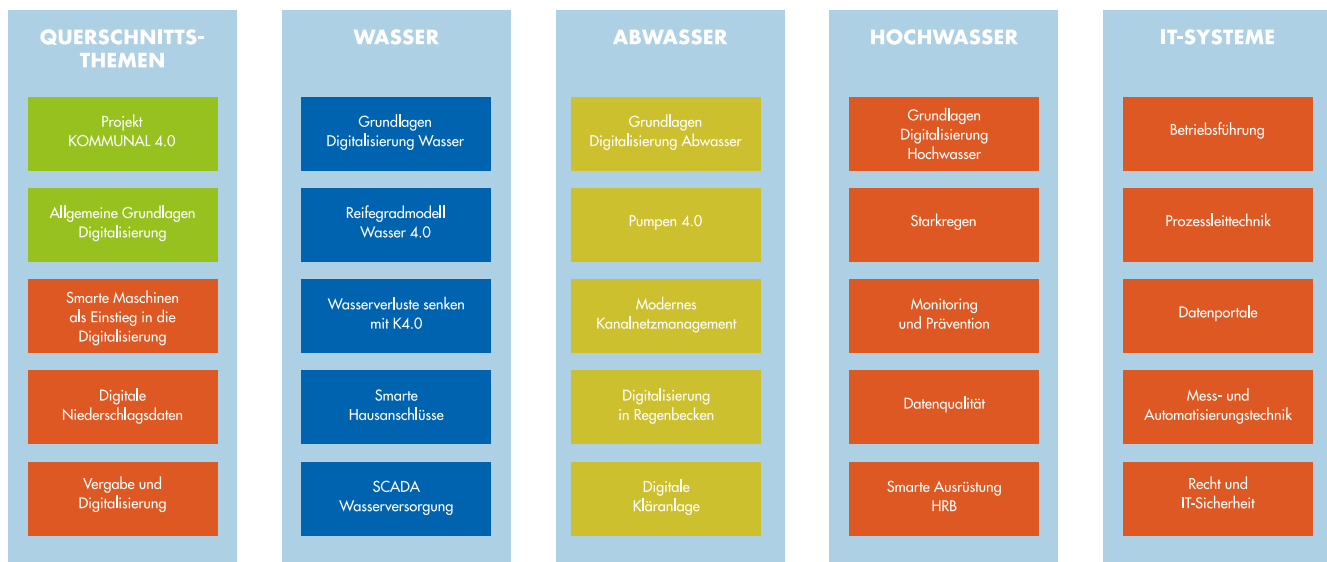 QUERSCHNITTS-
THEMEN
Projekt
KOMMUNAL 4.0
Allgemeine Grundlagen
Digitalisierung
Smarte Maschinen
als Einstieg in die
Digitalisierung
Digitale
Niederschlagsdaten
Vergabe und
Digitalisierung
WASSER
Grundlagen
Digitalisierung Wasser
Reifegradmodell
Wasser 4.0
Wasserverluste senken
mit K4.0
Smarte
Hausanschlüsse
SCADA
Wasserversorgung
ABWASSER
Grundlagen
Digitalisierung Abwasser
Pumpen 4.0
Modernes
Kanalnetzmanagement
Digitalisierung
in Regenbecken
Digitale
Kläranlage
HOCHWASSER
Grundlagen
Digitalisierung
Hochwasser
Starkregen
Monitoring
und Prävention
Datenqualität
Smarte Ausrüstung
HRB
IT-SYSTEME
Betriebsführung
Prozessleittechnik
Datenportale
Mess- und
Automatisierungstechnik
Recht und
IT-Sicherheit